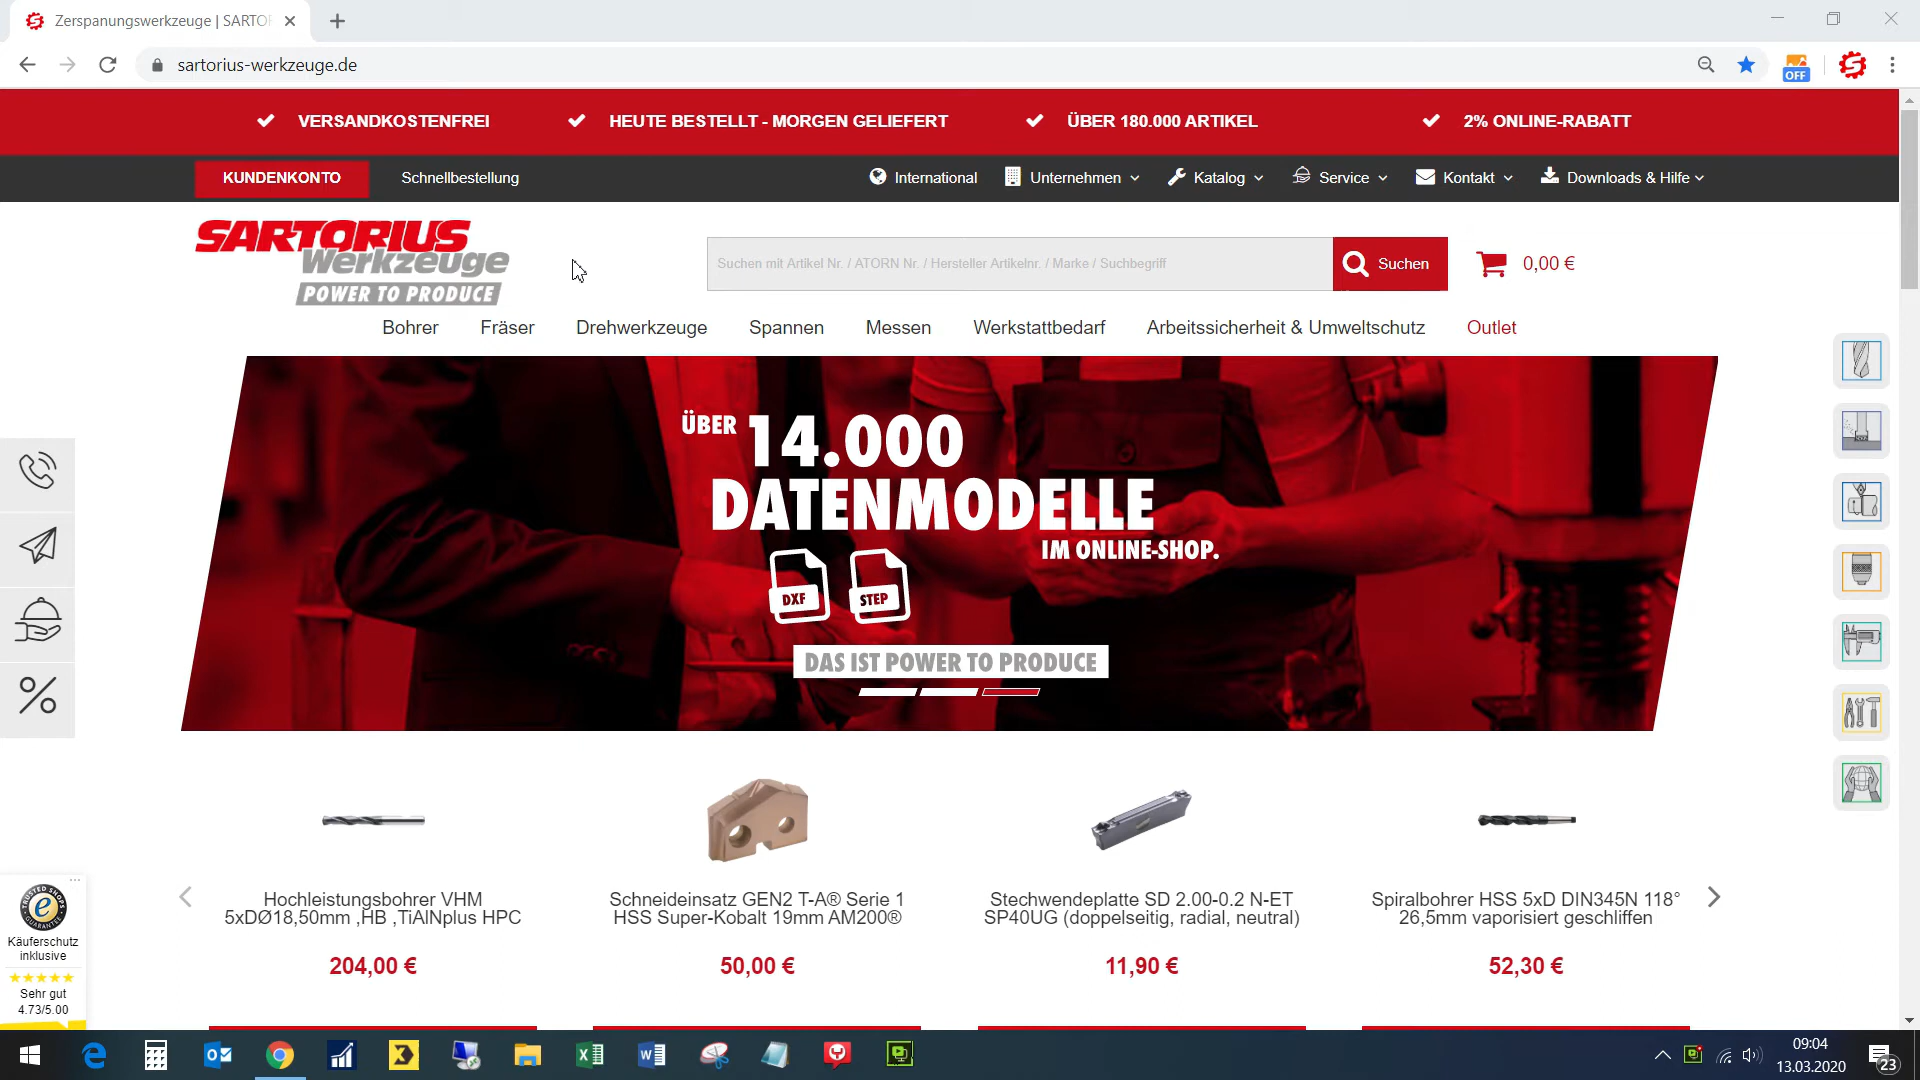 Zerspanungswerkzeuge | SARTO
sartorius-werkzeuge.de
OFF
VERSANDKOSTENFREI
HEUTE BESTELLT - MORGEN GELIEFERT
ÜBER 180.000 ARTIKEL
2% ONLINE-RABATT
KUNDENKONTO
Schnellbestellung
International
Unternehmen
Katalog
Service
Kontakt
Downloads & Hilfe
SARTORIUS
Werkzeuge
POWER TO PRODUCE
Suchen mit Artikel Nr. / ATORN Nr. / Hersteller Artikelnr. / Marke / Suchbegriff
Suchen
0,00 €
Bohrer
Fräser
Drehwerkzeuge
Spannen
Messen
Werkstattbedarf
Arbeitssicherheit & Umweltschutz
Outlet
ÜBER 14.000
DATENMODELLE
IM ONLINE-SHOP.
DXF
STEP
DAS IST POWER TO PRODUCE
Hochleistungsbohrer VHM
5xDØ18,50mm ,HB ,TiAlNplus HPC
204,00 €
Schneideinsatz GEN2 T-A® Serie 1
HSS Super-Kobalt 19mm AM200®
50,00 €
Stechwendeplatte SD 2.00-0.2 N-ET
SP40UG (doppelseitig, radial, neutral)
11,90 €
Spiralbohrer HSS 5xD DIN345N 118°
26,5mm vaporisiert geschliffen
52,30 €
TRUSTED SHOPS
GUARANTEE
Käuferschutz
inklusive
Sehr gut
4.73/5.00
09:04
13.03.2020
23